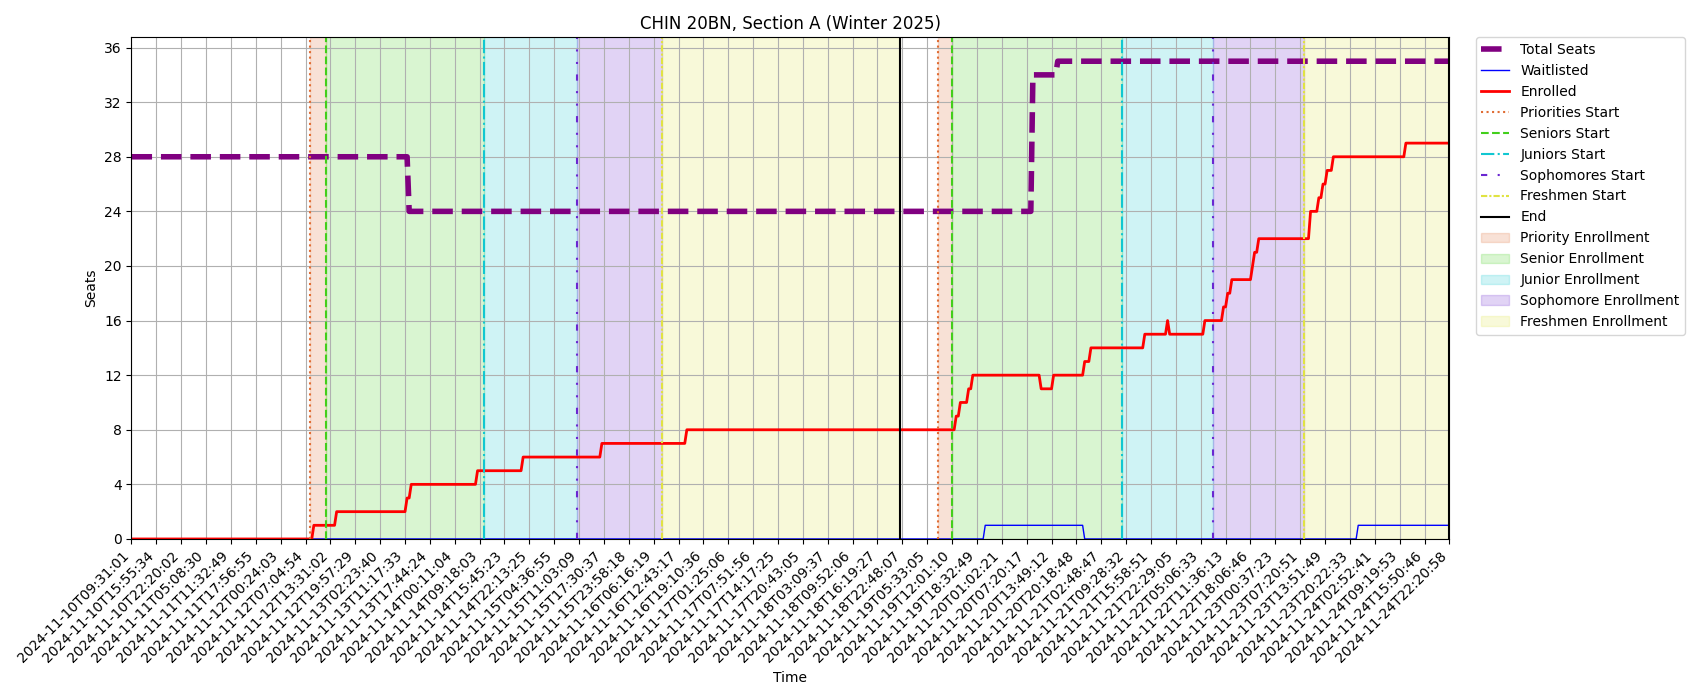 CHIN 20BN, Section A (Winter 2025)
36
32
28
24
20
16
12
8
4
0
Seats
2024-11-10T09:31:01
2024-11-10T15:55:34
2024-11-10T22:20:02
2024-11-11T05:08:30
2024-11-11T11:32:49
2024-11-11T17:56:55
2024-11-12T00:24:03
2024-11-12T07:04:54
2024-11-12T13:31:02
2024-11-12T19:57:29
2024-11-13T02:23:40
2024-11-13T11:17:33
2024-11-13T17:44:24
2024-11-14T00:11:04
2024-11-14T09:18:03
2024-11-14T15:45:23
2024-11-14T22:13:25
2024-11-15T04:36:55
2024-11-15T11:03:09
2024-11-15T17:30:37
2024-11-15T23:58:18
2024-11-16T06:16:19
2024-11-16T12:43:17
2024-11-16T19:10:36
2024-11-17T01:25:06
2024-11-17T07:51:56
2024-11-17T14:17:25
2024-11-17T20:43:05
2024-11-18T03:09:37
2024-11-18T09:52:06
2024-11-18T16:19:27
2024-11-18T22:48:07
2024-11-19T05:33:05
2024-11-19T12:01:10
2024-11-19T18:32:49
2024-11-20T01:02:21
2024-11-20T07:20:17
2024-11-20T13:49:12
2024-11-20T20:18:48
2024-11-21T02:48:47
2024-11-21T09:28:32
2024-11-21T15:58:51
2024-11-21T22:29:05
2024-11-22T05:06:33
2024-11-22T11:36:13
2024-11-22T18:06:46
2024-11-23T00:37:23
2024-11-23T07:20:51
2024-11-23T13:51:49
2024-11-23T20:22:33
2024-11-24T02:52:41
2024-11-24T09:19:53
2024-11-24T15:50:46
2024-11-24T22:20:58
Time
Total Seats
Waitlisted
Enrolled
Priorities Start
Seniors Start
Juniors Start
Sophomores Start
Freshmen Start
End
Priority Enrollment
Senior Enrollment
Junior Enrollment
Sophomore Enrollment
Freshmen Enrollment